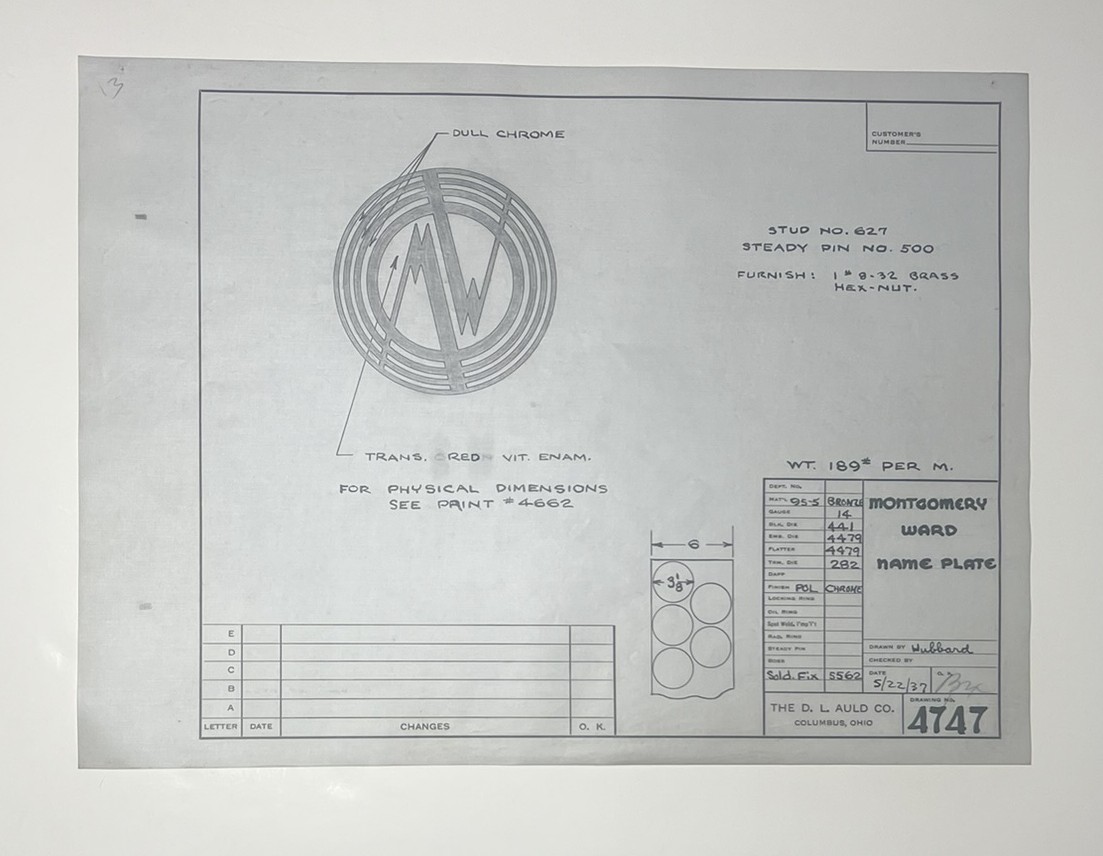 3
DULL CHROME
CUSTOMER'S
NUMBER
MW
STUD NO. 627
STEADY PIN NO. 500
FURNISH: 1 # 8-32 BRASS
HEX-NUT.
TRANS. RED VIT. ENAM.
FOR PHYSICAL DIMENSIONS
SEE PRINT #4662
WT. 189# PER M.
DEPT. NO.
MAT'L 95-5 BRONZE
GAUGE 14
BLK. DIE 441
EMB. DIE 4479
FLATTER 4479
TRM. DIE 282
FINISH POL CHROME
LOCKING RING
OIL RING
RAD. RING
STEADY PIN
Sold. Fix 5562
MONTGOMERY
WARD
NAME PLATE
DRAWN BY Hubbard
CHECKED BY
DATE
5/22/37
O.K.
6
3 1/8
E
D
C
B
A
LETTER DATE CHANGES O. K.
THE D. L. AULD CO.
COLUMBUS, OHIO
DRAWING NO.
4747